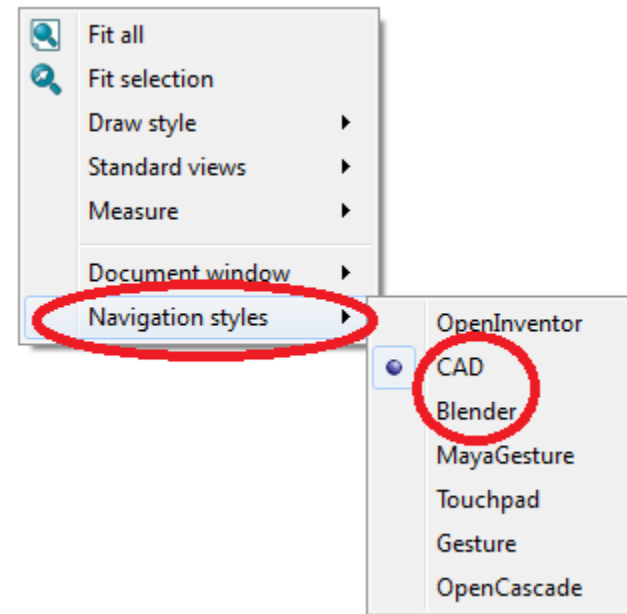 Fit all
Fit selection
Draw style
Standard views
Measure
Document window
Navigation styles
OpenInventor
CAD
Blender
MayaGesture
Touchpad
Gesture
OpenCascade